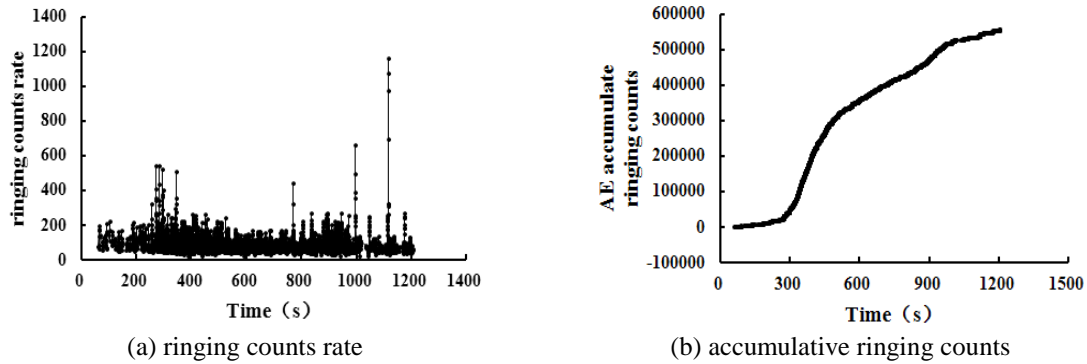 1400
1200
1000
800
600
400
200
0
ringing counts rate
0 200 400 600 800 1000 1200 1400
Time（s）
(a) ringing counts rate
600000
500000
400000
300000
200000
100000
0
-100000
AE accumulate
ringing counts
0 300 600 900 1200 1500
Time（s）
(b) accumulative ringing counts